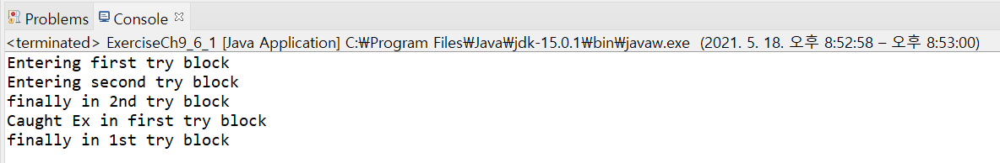 Problems Console
<terminated> ExerciseCh9_6_1 [Java Application] C:₩Program Files₩Java₩jdk-15.0.1₩bin₩javaw.exe (2021. 5. 18. 오후 8:52:58 – 오후 8:53:00)
Entering first try block
Entering second try block
finally in 2nd try block
Caught Ex in first try block
finally in 1st try block